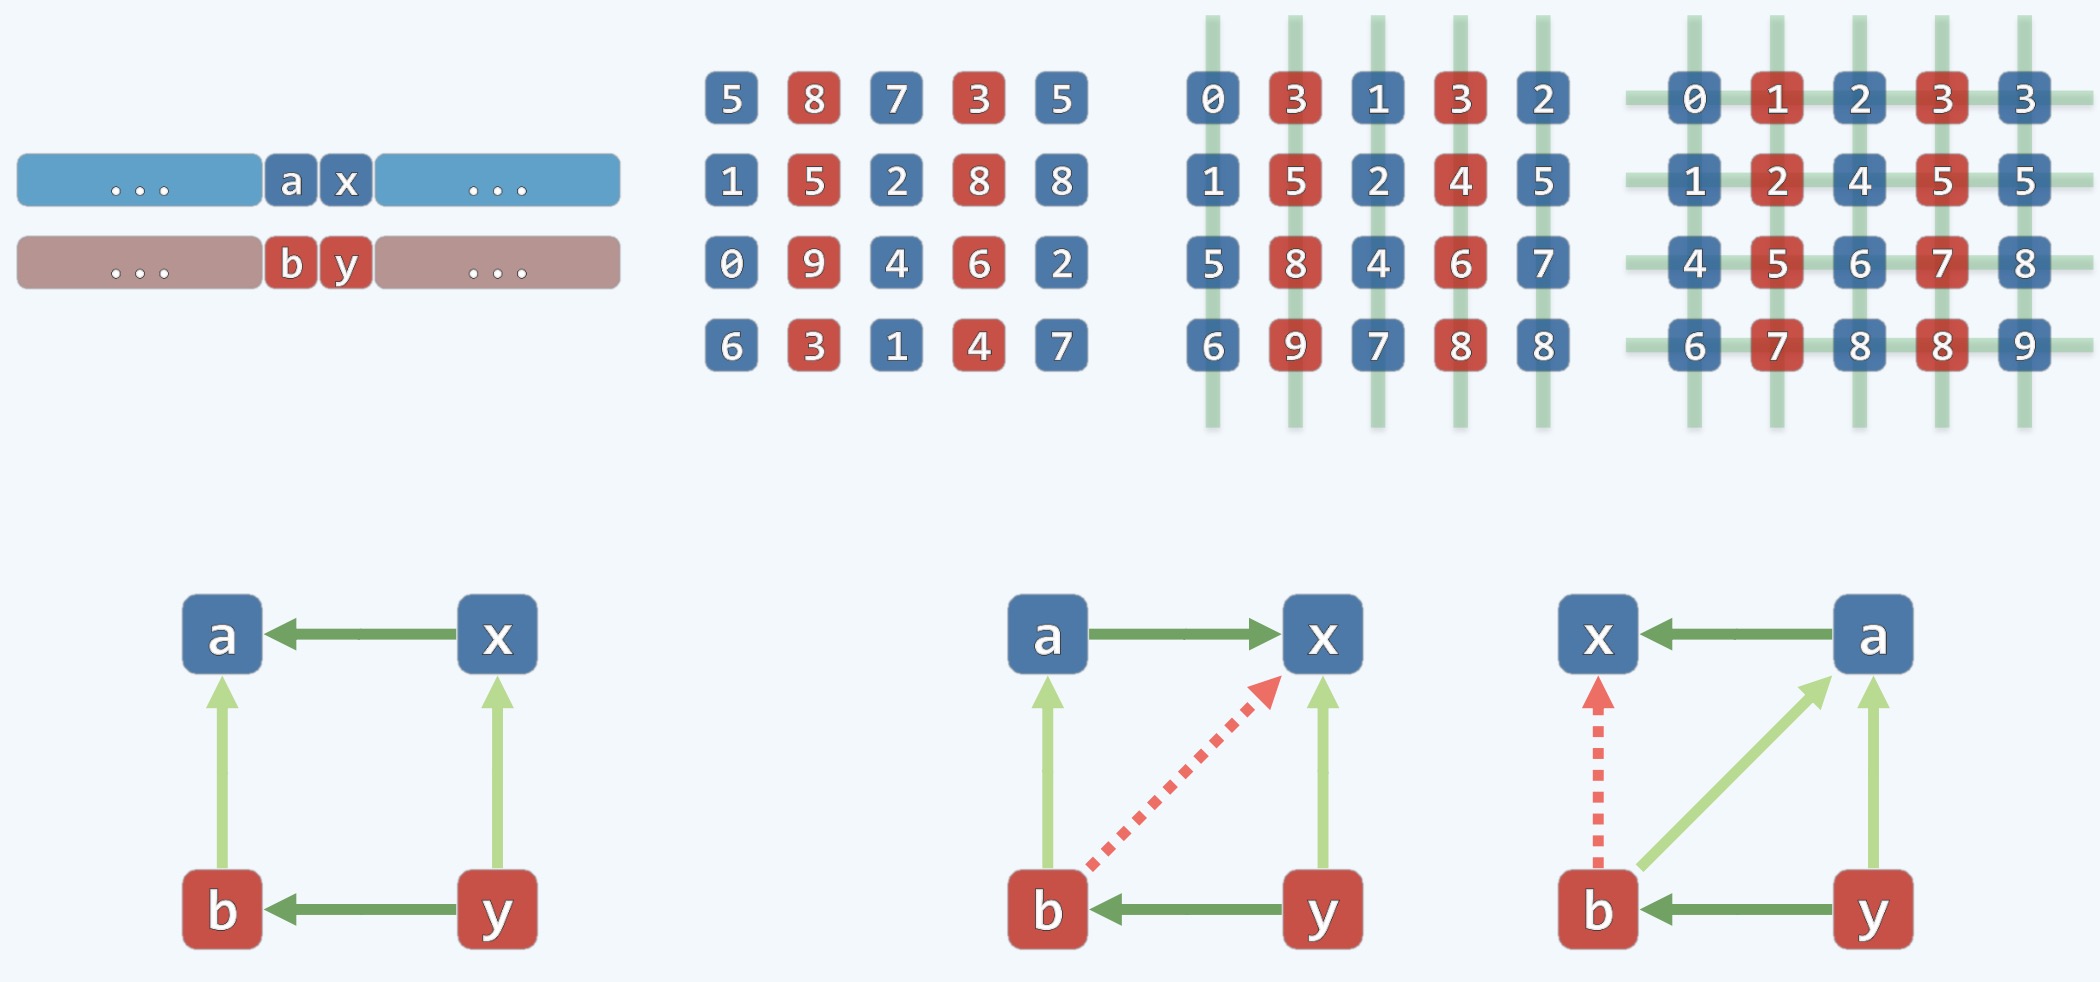 5 8 7 3 5
1 5 2 8 8
0 9 4 6 2
6 3 1 4 7
0 3 1 3 2
1 5 2 4 5
5 8 4 6 7
6 9 7 8 8
0 1 2 3 3
1 2 4 5 5
4 5 6 7 8
6 7 8 8 9
... a x ...
... b y ...
a x
b y
a x
b y
x a
b y